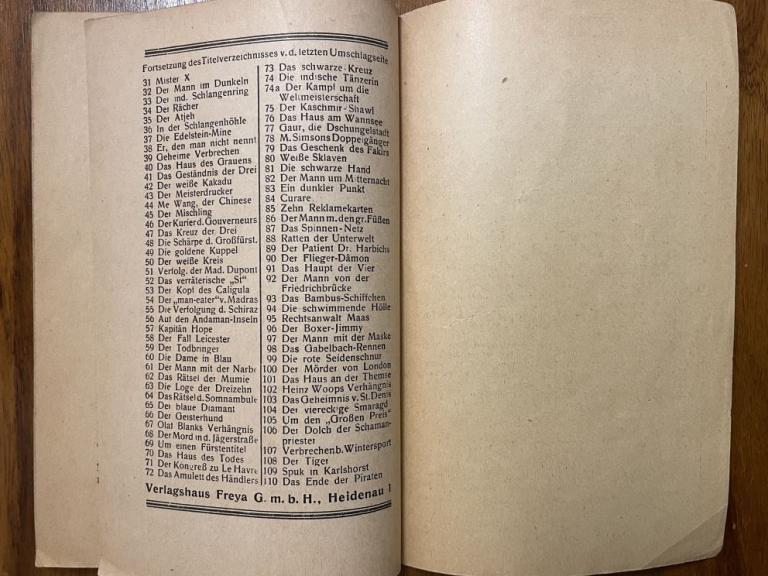 Fortsetzung des Titelverzeichnisses v. d. letzten Umschlagseite
31 Mister X
32 Der Mann im Dunkeln
33 Der ind. Schlangenring
34 Der Rächer
35 Der Atjeh
36 In der Schlangenhöhle
37 Die Edelstein-Mine
38 Er, den man nicht nennt
39 Geheime Verbrechen
40 Das Haus des Grauens
41 Das Geständnis der Drei
42 Der weiße Kakadu
43 Der Meisterdrucker
44 Me Wang, der Chinese
45 Der Mischling
46 Der Kurier d. Gouverneurs
47 Das Kreuz der Drei
48 Die Schärpe d. Großfürst.
49 Die goldene Kuppel
50 Der weiße Kreis
51 Verfolg. der Mad. Dupont
52 Das verräterische „St"
53 Der Kopf des Caligula
54 Der „man-eater" v. Madras
55 Die Verfolgung d. Schiraz
56 Auf den Andaman-Inseln
57 Kapitän Hope
58 Der Fall Leicester
59 Der Todbringer
60 Die Dame in Blau
61 Der Mann mit der Narbe
62 Das Rätsel der Mumie
63 Die Loge der Dreizehn
64 Das Rätsel d. Somnambule
65 Der blaue Diamant
66 Der Geisterhund
67 Olaf Blanks Verhängnis
68 Der Mord in d. Jägerstraße
69 Um einen Fürstentitel
70 Das Haus des Todes
71 Der Kongreß zu Le Havre
72 Das Amulett des Händlers
73 Das schwarze Kreuz
74 Die indische Tänzerin
74a Der Kampf um die
Weltmeisterschaft
75 Der Kaschmir-Shawl
76 Das Haus am Wannsee
77 Gaur, die Dschungelstadt
78 M. Simsons Doppelgänger
79 Das Geschenk des Fakirs
80 Weiße Sklaven
81 Die schwarze Hand
82 Der Mann um Mitternacht
83 Ein dunkler Punkt
84 Curare
85 Zehn Reklamekarten
86 Der Mann m. den gr. Füßen
87 Das Spinnen-Netz
88 Ratten der Unterwelt
89 Der Patient Dr. Harbichs
90 Der Flieger-Dämon
91 Das Haupt der Vier
92 Der Mann von der
Friedrichbrücke
93 Das Bambus-Schiffchen
94 Die schwimmende Hölle
95 Rechtsanwalt Maas
96 Der Boxer-Jimmy
97 Der Mann mit der Maske
98 Das Gabelbach-Rennen
99 Die rote Seidenschnur
100 Der Mörder von London
101 Das Haus an der Themse
102 Heinz Woops Verhängnis
103 Das Geheimnis v. St. Denis
104 Der viereckige Smaragd
105 Um den „Großen Preis"
106 Der Dolch der Schaman-
priester
107 Verbrechen b. Wintersport
108 Der Tiger
109 Spuk in Karlshorst
110 Das Ende der Piraten
Verlagshaus Freya G. m. b. H., Heidenau 1